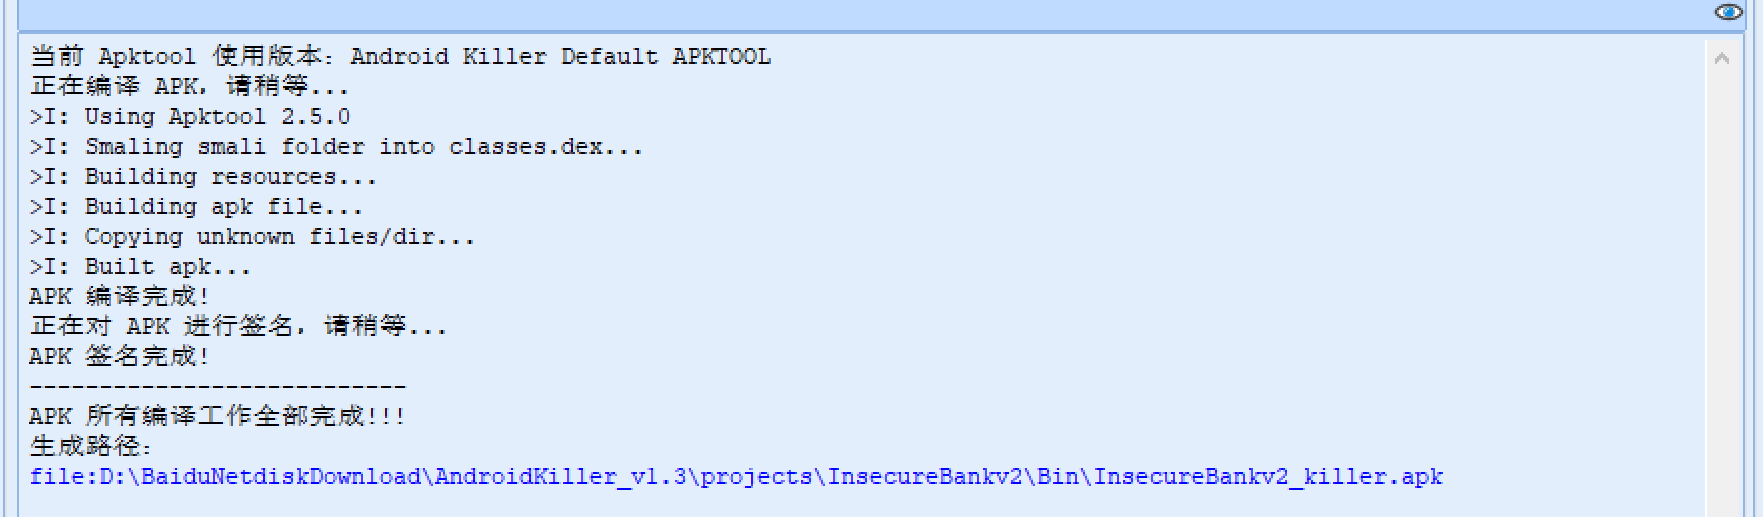 当前 Apktool 使用版本：Android Killer Default APKTOOL
正在编译 APK，请稍等...
>I: Using Apktool 2.5.0
>I: Smaling smali folder into classes.dex...
>I: Building resources...
>I: Building apk file...
>I: Copying unknown files/dir...
>I: Built apk...
APK 编译完成!
正在对 APK 进行签名，请稍等...
APK 签名完成!
---------------------------
APK 所有编译工作全部完成!!!
生成路径：
file:D:\BaiduNetdiskDownload\AndroidKiller_v1.3\projects\InsecureBankv2\Bin\InsecureBankv2_killer.apk